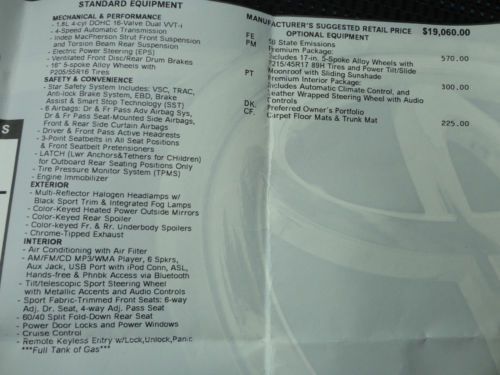 STANDARD EQUIPMENT
MECHANICAL & PERFORMANCE
- 1.8L 4-cyl DOHC 16-Valve Dual VVT-i
- 4-Speed Automatic Transmission
- Indep MacPherson Strut Front Suspension
and Torsion Beam Rear Suspension
- Electric Power Steering (EPS)
- Ventilated Front Disc/Rear Drum Brakes
- 16" 5-spoke Alloy Wheels with
P205/55R16 Tires
SAFETY & CONVENIENCE
- Star Safety System Includes: VSC, TRAC,
Anti-lock Brake System, EBD, Brake
Assist & Smart Stop Technology (SST)
- 6 Airbags: Dr & Fr Pass Adv Airbag Sys,
Dr & Fr Pass Seat-Mounted Side Airbags,
Front & Rear Side Curtain Airbags
- Driver & Front Pass Active Headrests
- 3-Point Seatbelts in All Seat Positions
& Front Seatbelt Pretensioners
- LATCH (Lwr Anchors&Tethers for Children)
for Outboard Rear Seating Positions Only
- Tire Pressure Monitor System (TPMS)
- Engine Immobilizer
EXTERIOR
- Multi-Reflector Halogen Headlamps w/
Black Sport Trim & Integrated Fog Lamps
- Color-Keyed Heated Power Outside Mirrors
- Color-Keyed Rear Spoiler
- Color-keyed Fr. & Rr. Underbody Spoilers
- Chrome-Tipped Exhaust
INTERIOR
- Air Conditioning with Air Filter
- AM/FM/CD MP3/WMA Player, 6 Spkrs,
Aux Jack, USB Port with iPod Conn, ASL,
Hands-free & Phnbk Access via Bluetooth
- Tilt/telescopic Sport Steering Wheel
with Metallic Accents and Audio Controls
- Sport Fabric-Trimmed Front Seats: 6-way
Adj. Dr. Seat, 4-way Adj. Pass Seat
- 60/40 Split Fold-Down Rear Seat
- Power Door Locks and Power Windows
- Cruise Control
- Remote Keyless Entry w/Lock,Unlock,Panic
***Full Tank of Gas***
S
MANUFACTURER'S SUGGESTED RETAIL PRICE $19,060.00
OPTIONAL EQUIPMENT
FE 50 State Emissions
PM Premium Package: 570.00
Includes 17-in. 5-Spoke Alloy Wheels with
P215/45R17 89H Tires and Power Tilt/Slide
Moonroof with Sliding Sunshade
PT Premium Interior Package: 300.00
Includes Automatic Climate Control, and
Leather Wrapped Steering Wheel with Audio
Controls
DK. Preferred Owner's Portfolio
CF. Carpet Floor Mats & Trunk Mat 225.00